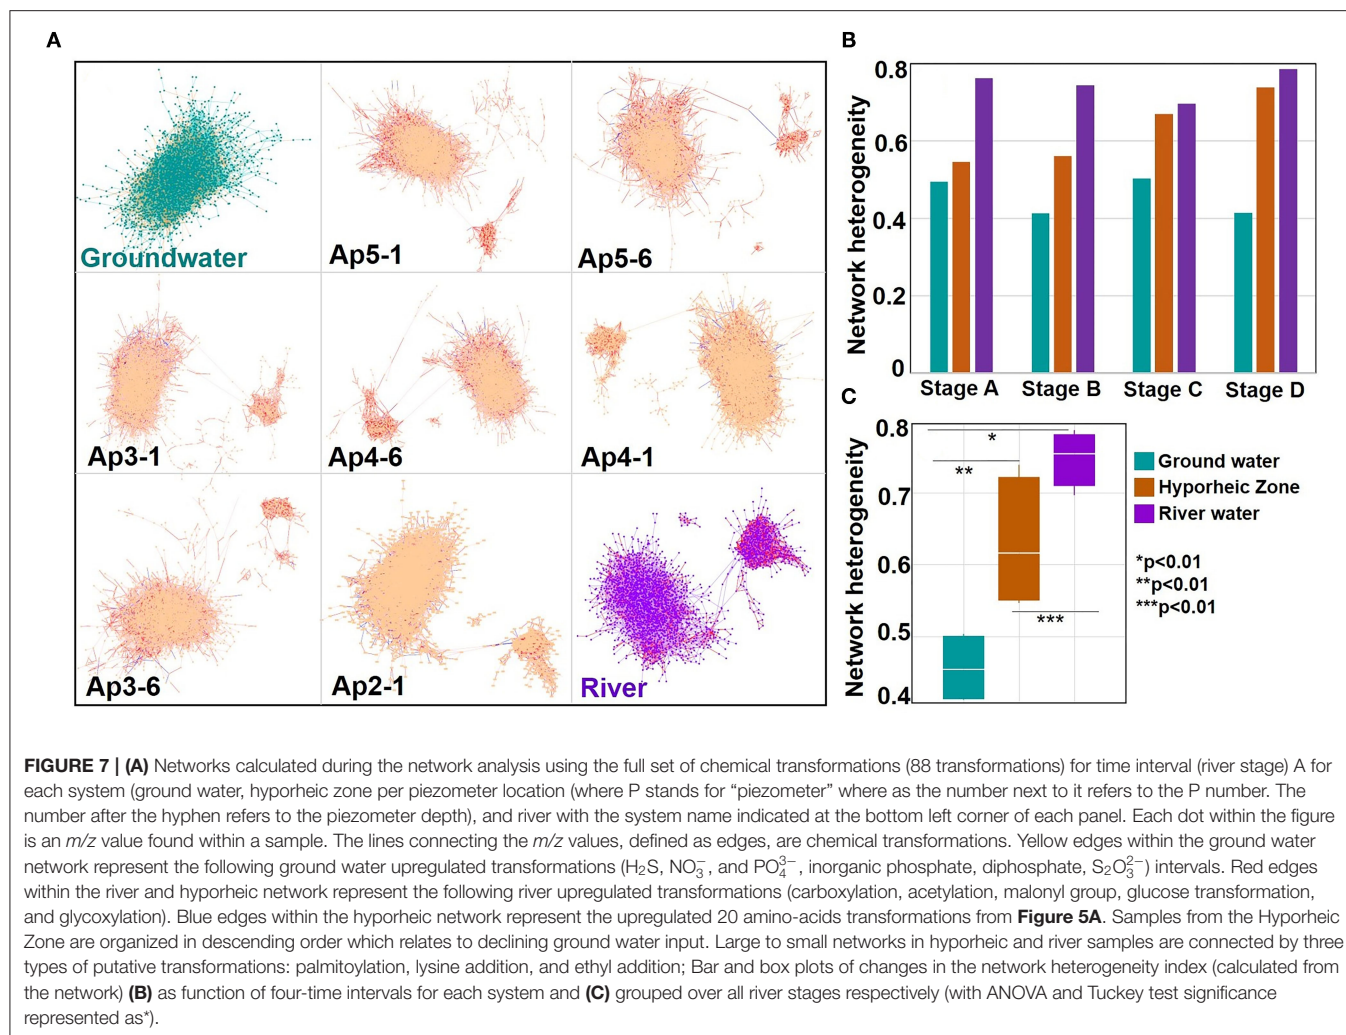 A
Groundwater
Ap5-1
Ap5-6
Ap3-1
Ap4-6
Ap4-1
Ap3-6
Ap2-1
River
B
Network heterogeneity
0.8
0.6
0.4
0.2
0
Stage A
Stage B
Stage C
Stage D
C
Network heterogeneity
0.8
0.7
0.6
0.5
0.4
*
**
***
Ground water
Hyporheic Zone
River water
*p<0.01
**p<0.01
***p<0.01
FIGURE 7 | (A) Networks calculated during the network analysis using the full set of chemical transformations (88 transformations) for time interval (river stage) A for
each system (ground water, hyporheic zone per piezometer location (where P stands for “piezometer” where as the number next to it refers to the P number. The
number after the hyphen refers to the piezometer depth), and river with the system name indicated at the bottom left corner of each panel. Each dot within the figure
is an m/z value found within a sample. The lines connecting the m/z values, defined as edges, are chemical transformations. Yellow edges within the ground water
network represent the following ground water upregulated transformations (H₂S, NO₃⁻, and PO₄³⁻, inorganic phosphate, diphosphate, S₂O₃²⁻) intervals. Red edges
within the river and hyporheic network represent the following river upregulated transformations (carboxylation, acetylation, malonyl group, glucose transformation,
and glycoxylation). Blue edges within the hyporheic network represent the upregulated 20 amino-acids transformations from Figure 5A. Samples from the Hyporheic
Zone are organized in descending order which relates to declining ground water input. Large to small networks in hyporheic and river samples are connected by three
types of putative transformations: palmitoylation, lysine addition, and ethyl addition; Bar and box plots of changes in the network heterogeneity index (calculated from
the network) (B) as function of four-time intervals for each system and (C) grouped over all river stages respectively (with ANOVA and Tuckey test significance
represented as*).